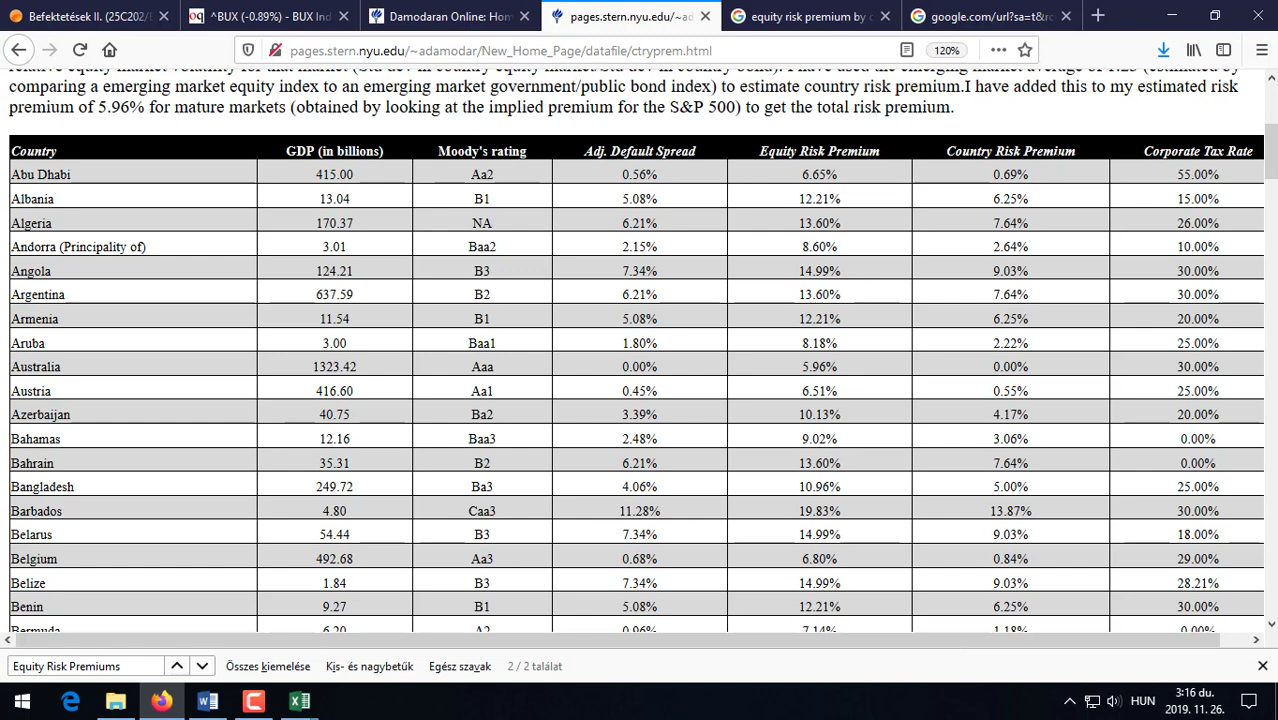 Befektetések II. (25C202/E
oq ^BUX (-0.89%) - BUX Ind
Damodaran Online: Hom
pages.stern.nyu.edu/~ad
equity risk premium by c
google.com/url?sa=t&rc
pages.stern.nyu.edu/~adamodar/New_Home_Page/datafile/ctryprem.html
120%
comparing a emerging market equity index to an emerging market government/public bond index) to estimate country risk premium.I have added this to my estimated risk
premium of 5.96% for mature markets (obtained by looking at the implied premium for the S&P 500) to get the total risk premium.
Country GDP (in billions) Moody's rating Adj. Default Spread Equity Risk Premium Country Risk Premium Corporate Tax Rate
Abu Dhabi 415.00 Aa2 0.56% 6.65% 0.69% 55.00%
Albania 13.04 B1 5.08% 12.21% 6.25% 15.00%
Algeria 170.37 NA 6.21% 13.60% 7.64% 26.00%
Andorra (Principality of) 3.01 Baa2 2.15% 8.60% 2.64% 10.00%
Angola 124.21 B3 7.34% 14.99% 9.03% 30.00%
Argentina 637.59 B2 6.21% 13.60% 7.64% 30.00%
Armenia 11.54 B1 5.08% 12.21% 6.25% 20.00%
Aruba 3.00 Baa1 1.80% 8.18% 2.22% 25.00%
Australia 1323.42 Aaa 0.00% 5.96% 0.00% 30.00%
Austria 416.60 Aa1 0.45% 6.51% 0.55% 25.00%
Azerbaijan 40.75 Ba2 3.39% 10.13% 4.17% 20.00%
Bahamas 12.16 Baa3 2.48% 9.02% 3.06% 0.00%
Bahrain 35.31 B2 6.21% 13.60% 7.64% 0.00%
Bangladesh 249.72 Ba3 4.06% 10.96% 5.00% 25.00%
Barbados 4.80 Caa3 11.28% 19.83% 13.87% 30.00%
Belarus 54.44 B3 7.34% 14.99% 9.03% 18.00%
Belgium 492.68 Aa3 0.68% 6.80% 0.84% 29.00%
Belize 1.84 B3 7.34% 14.99% 9.03% 28.21%
Benin 9.27 B1 5.08% 12.21% 6.25% 30.00%
Bermuda 6.20 A2 0.96% 7.14% 1.18% 0.00%
Equity Risk Premiums Összes kiemelése Kis- és nagybetűk Egész szavak 2 / 2 találat
HUN
3:16 du.
2019. 11. 26.